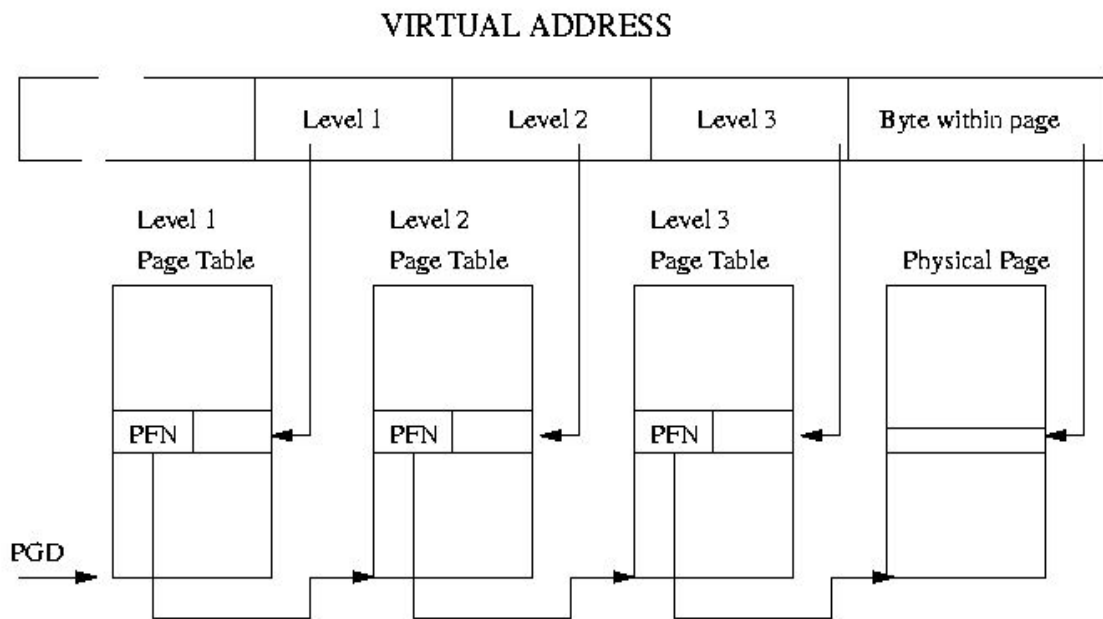 VIRTUAL ADDRESS
Level 1
Level 2
Level 3
Byte within page
Level 1
Page Table
Level 2
Page Table
Level 3
Page Table
Physical Page
PFN
PFN
PFN
PGD